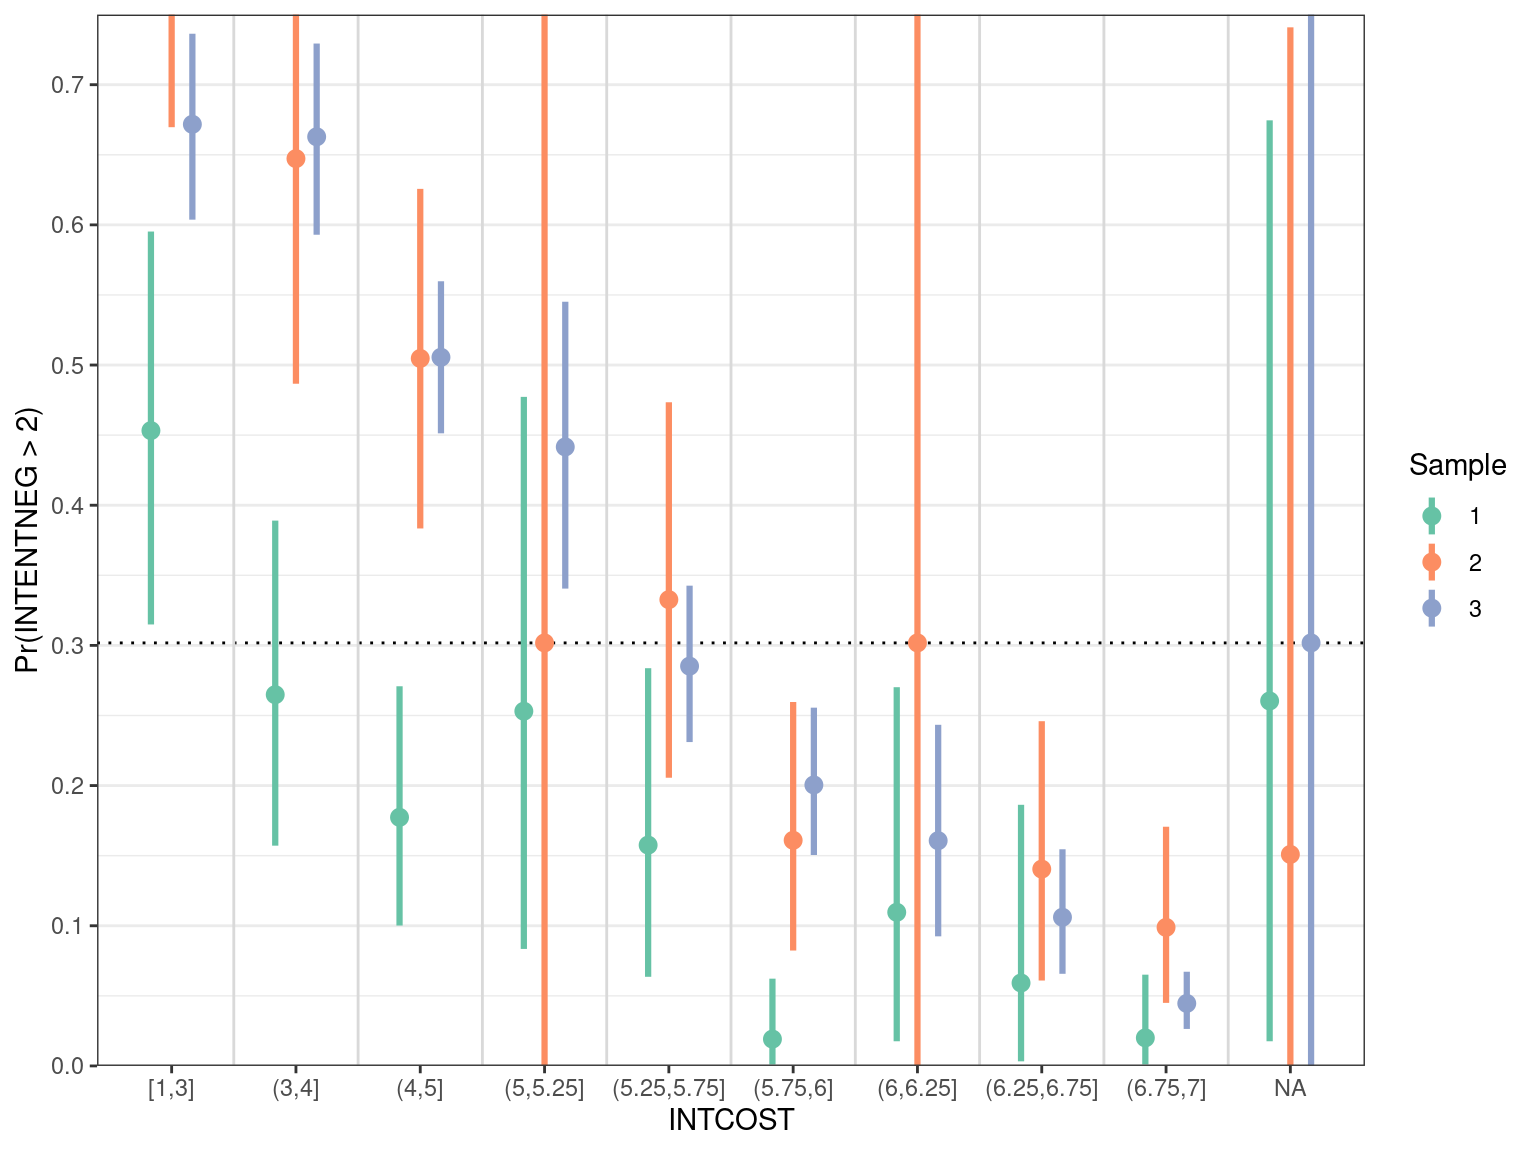 Pr(INTENTNEG > 2)
0.7
0.6
0.5
0.4
0.3
0.2
0.1
0.0
[1,3] (3,4] (4,5] (5,5.25] (5.25,5.75] (5.75,6] (6,6.25] (6.25,6.75] (6.75,7] NA
INTCOST
Sample
1
2
3